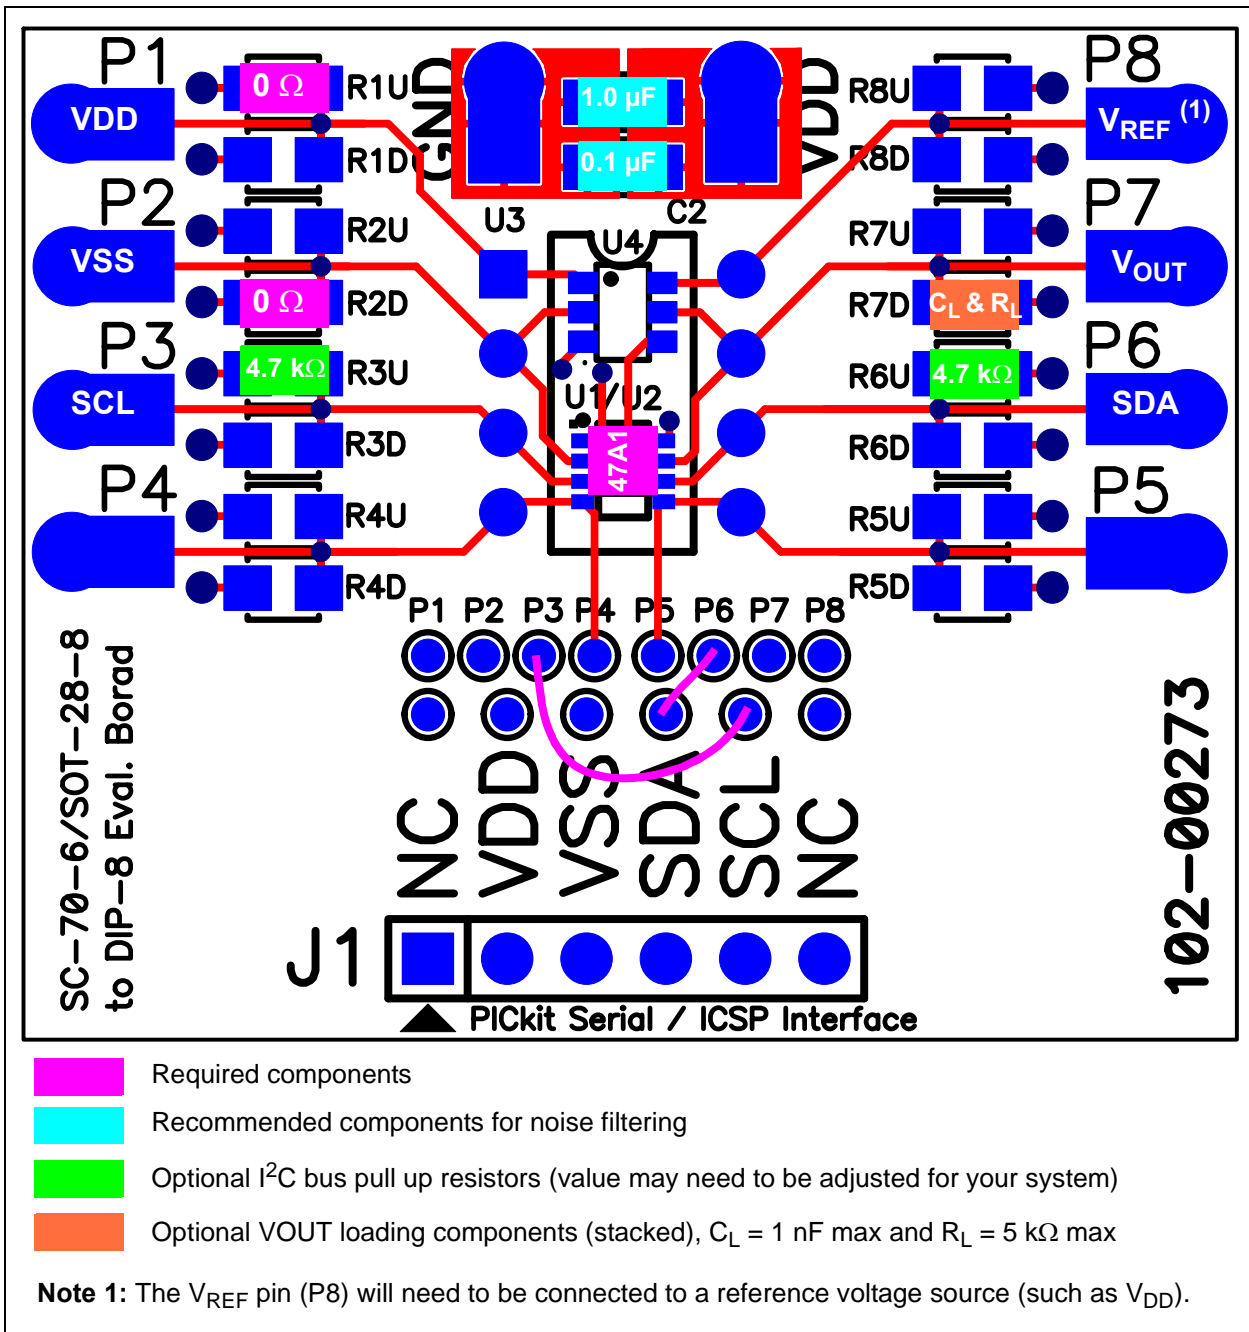 P1
VDD
0 Ω
R1U
R1D
GND
1.0 µF
0.1 µF
VDD
R8U
R8D
P8
VREF (1)
P2
VSS
R2U
0 Ω
R2D
U3
C2
U4
R7U
R7D
CL & RL
P7
VOUT
P3
SCL
4.7 kΩ
R3U
R3D
U1/U2
47A1
R6U
4.7 kΩ
R6D
P6
SDA
P4
R4U
R4D
R5U
R5D
P5
P1 P2 P3 P4 P5 P6 P7 P8
NC VDD VSS SDA SCL NC
SC-70-6/SOT-28-8
to DIP-8 Eval. Borad
102-00273
J1
PICkit Serial / ICSP Interface
Required components
Recommended components for noise filtering
Optional I2C bus pull up resistors (value may need to be adjusted for your system)
Optional VOUT loading components (stacked), CL = 1 nF max and RL = 5 kΩ max
Note 1: The VREF pin (P8) will need to be connected to a reference voltage source (such as VDD).